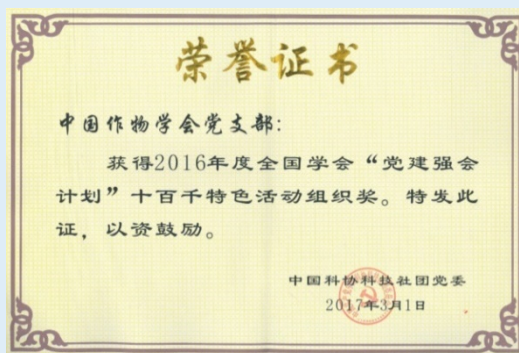 荣誉证书
中国作物学会党支部：
获得2016年度全国学会“党建强会
计划”十百千特色活动组织奖。特发此
证，以资鼓励。
中国科协科技社团党委
2017年3月1日